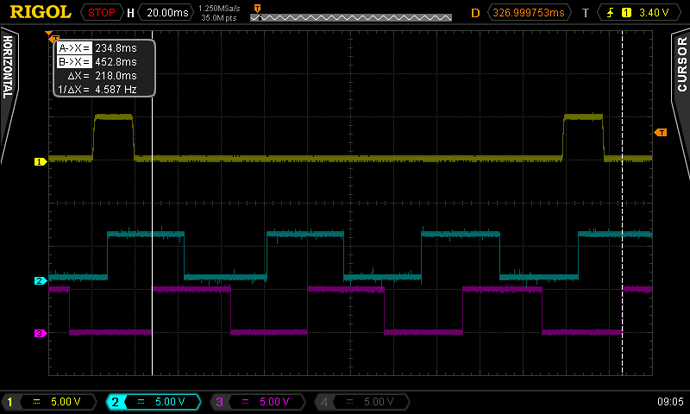 RIGOL STOP H 20.00ms 1.250MSa/s 35.0M pts T D 326.999753ms T 1 3.40 V
HORIZONTAL
CURSOR
T
A->X = 234.8ms
B->X = 452.8ms
ΔX = 218.0ms
1/ΔX = 4.587 Hz
T
1
2
3
1 5.00 V 2 5.00 V 3 5.00 V 4 5.00 V 09:05